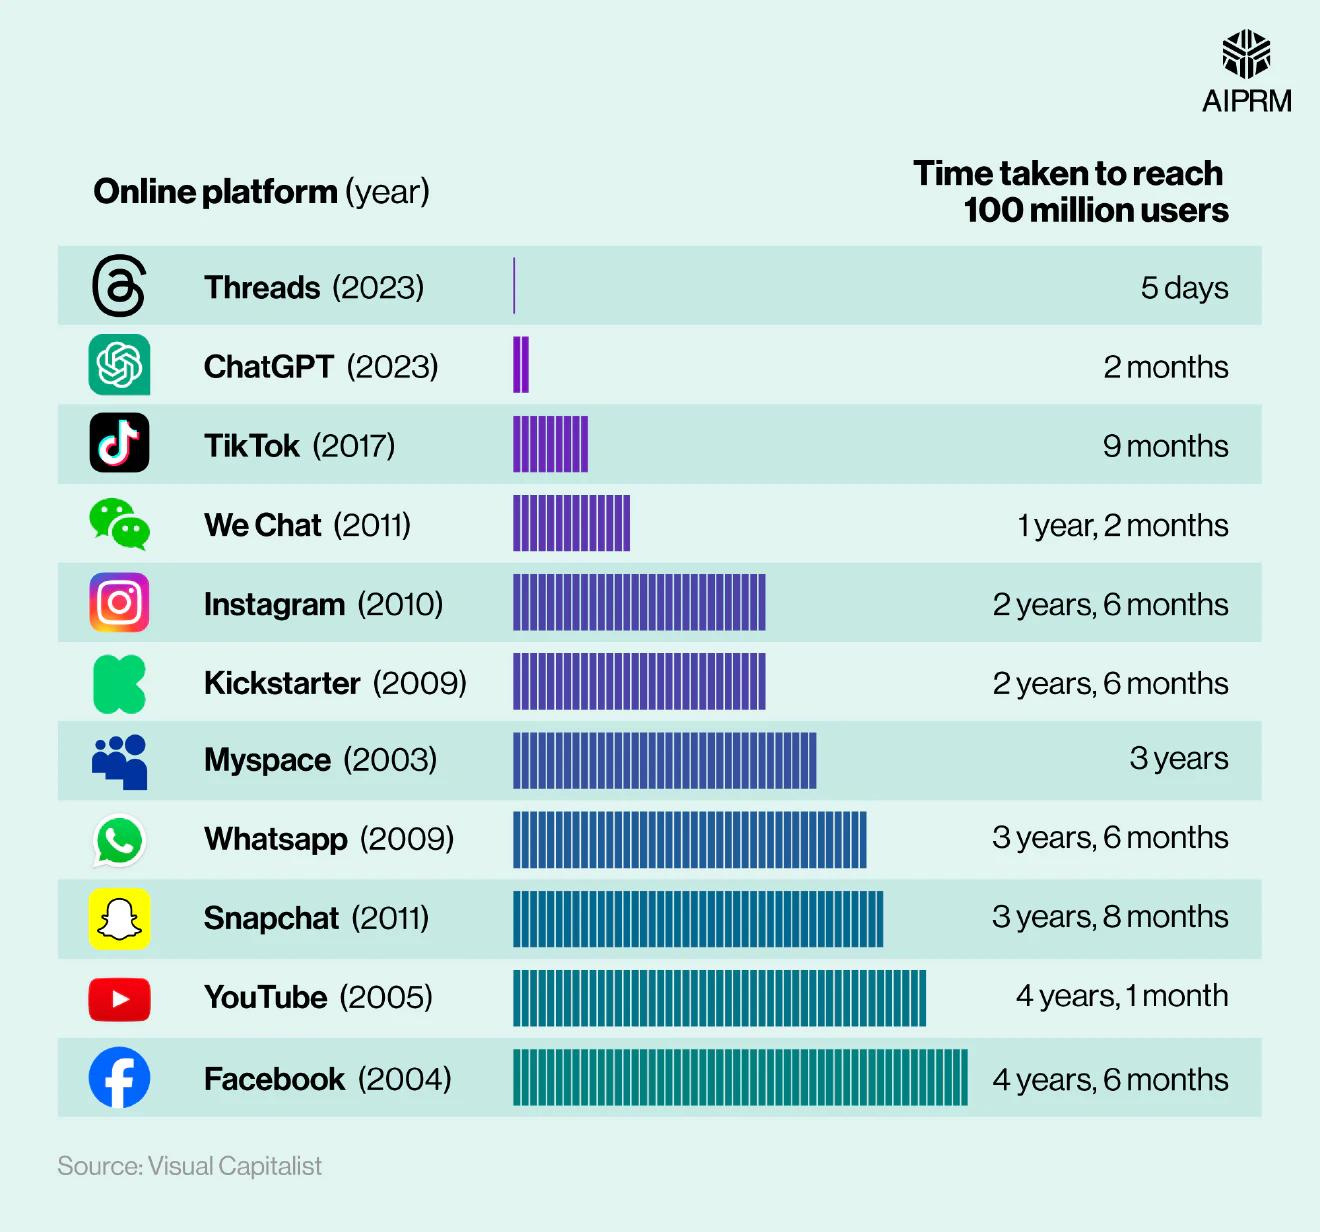 AIPRM
Online platform (year)
Time taken to reach
100 million users
Threads (2023) 5 days
ChatGPT (2023) 2 months
TikTok (2017) 9 months
We Chat (2011) 1 year, 2 months
Instagram (2010) 2 years, 6 months
Kickstarter (2009) 2 years, 6 months
Myspace (2003) 3 years
Whatsapp (2009) 3 years, 6 months
Snapchat (2011) 3 years, 8 months
YouTube (2005) 4 years, 1 month
Facebook (2004) 4 years, 6 months
Source: Visual Capitalist